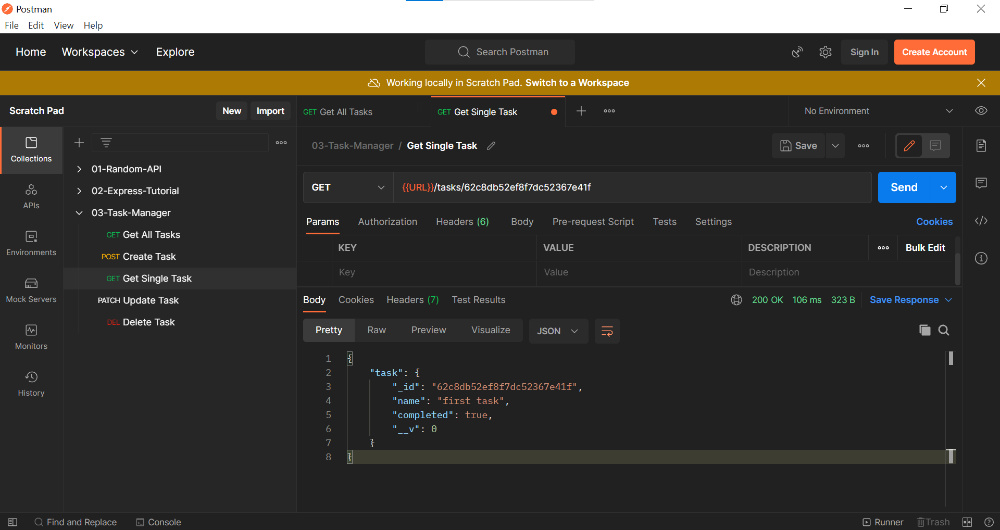 Postman
File Edit View Help
Home Workspaces Explore Search Postman Sign In Create Account
Working locally in Scratch Pad. Switch to a Workspace
Scratch Pad New Import
GET Get All Tasks GET Get Single Task No Environment
Collections
APIs
Environments
Mock Servers
Monitors
History
01-Random-API
02-Express-Tutorial
03-Task-Manager
GET Get All Tasks
POST Create Task
GET Get Single Task
PATCH Update Task
DEL Delete Task
03-Task-Manager / Get Single Task Save
GET {{URL}}/tasks/62c8db52ef8f7dc52367e41f Send
Params Authorization Headers (6) Body Pre-request Script Tests Settings Cookies
KEY VALUE DESCRIPTION Bulk Edit
Key Value Description
Body Cookies Headers (7) Test Results 200 OK 106 ms 323 B Save Response
Pretty Raw Preview Visualize JSON
1 {
2 "task": {
3 "_id": "62c8db52ef8f7dc52367e41f",
4 "name": "first task",
5 "completed": true,
6 "__v": 0
7 }
8 }
Find and Replace Console Runner Trash